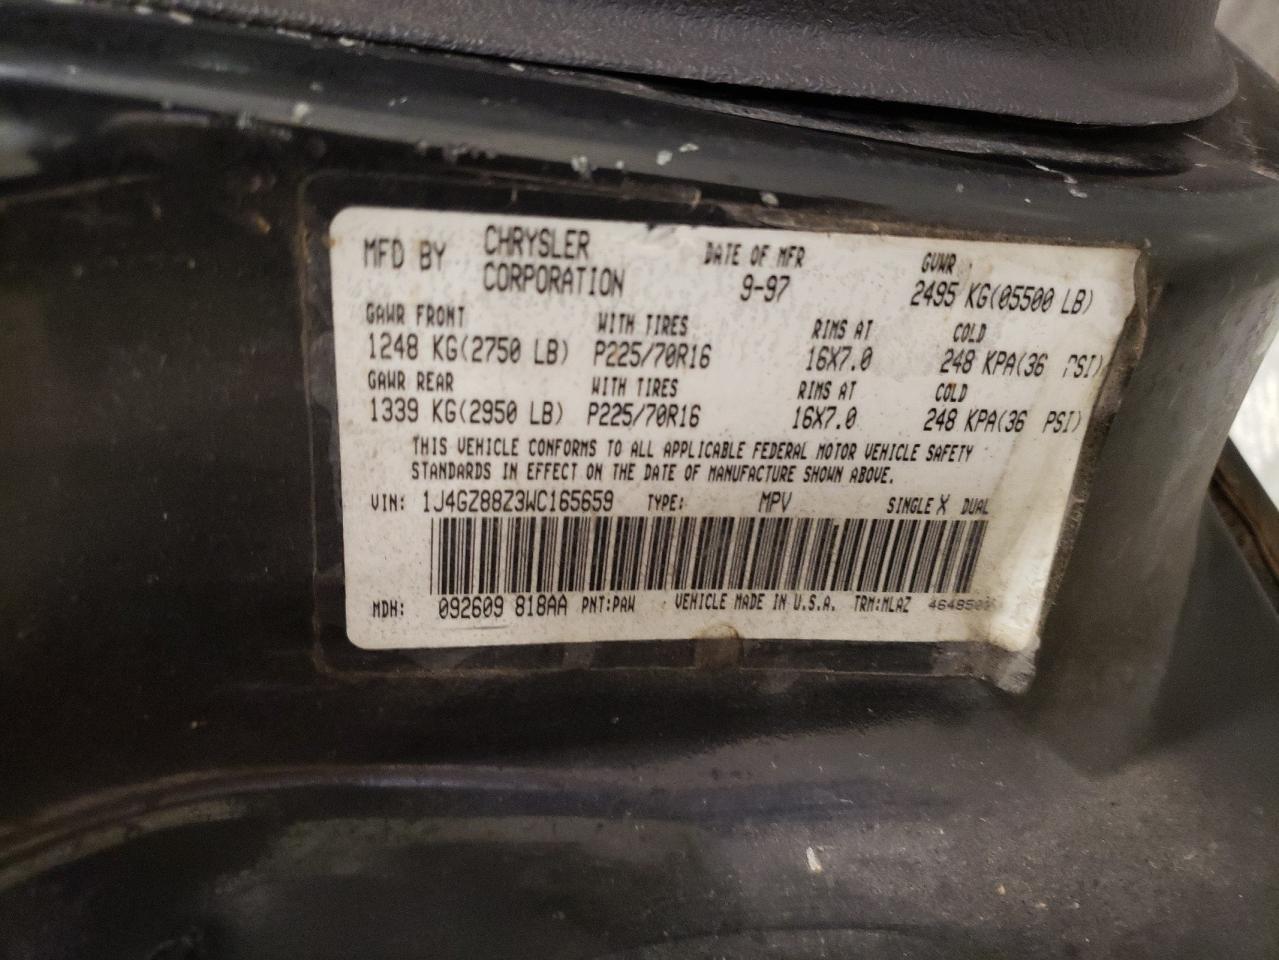 MFD BY CHRYSLER CORPORATION DATE OF MFR 9-97 GVWR 2495 KG(05500 LB)
GAWR FRONT WITH TIRES RIMS AT COLD
1248 KG(2750 LB) P225/70R16 16X7.0 248 KPA(36 PSI)
GAWR REAR WITH TIRES RIMS AT COLD
1339 KG(2950 LB) P225/70R16 16X7.0 248 KPA(36 PSI)
THIS VEHICLE CONFORMS TO ALL APPLICABLE FEDERAL MOTOR VEHICLE SAFETY
STANDARDS IN EFFECT ON THE DATE OF MANUFACTURE SHOWN ABOVE.
VIN: 1J4GZ88Z3WC165659 TYPE: MPV SINGLE X DUAL
MDH: 092609 818AA PNT:PAW VEHICLE MADE IN U.S.A. TRM:MLAZ